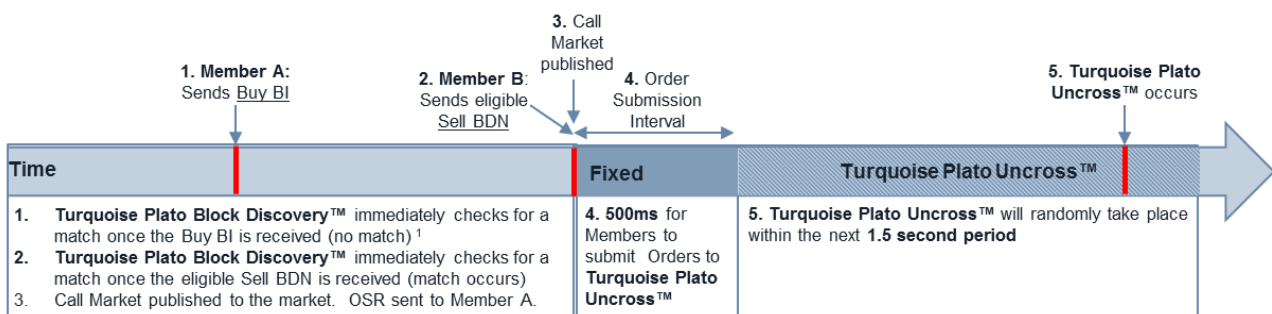 3. Call
Market
published
1. Member A:
Sends Buy BI
2. Member B:
Sends eligible
Sell BDN
4. Order
Submission
Interval
5. Turquoise Plato
Uncross™ occurs
Time
Fixed
Turquoise Plato Uncross™
1. Turquoise Plato Block Discovery™ immediately checks for a
match once the Buy BI is received (no match) 1
2. Turquoise Plato Block Discovery™ immediately checks for a
match once the eligible Sell BDN is received (match occurs)
3. Call Market published to the market. OSR sent to Member A.
4. 500ms for
Members to
submit Orders to
Turquoise Plato
Uncross™
5. Turquoise Plato Uncross™ will randomly take place
within the next 1.5 second period